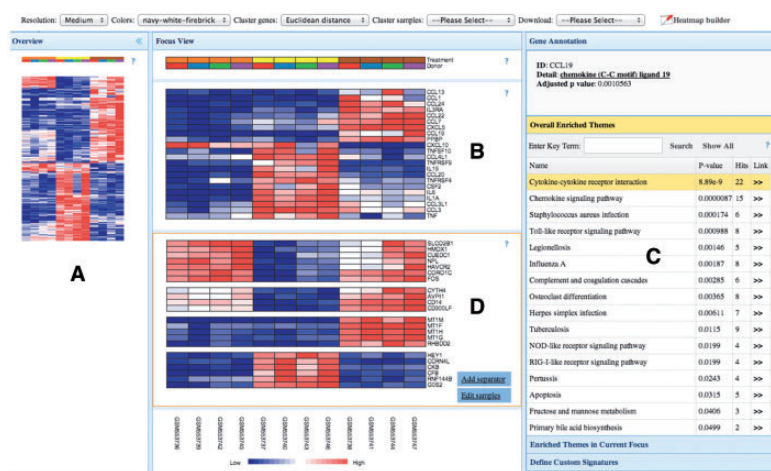 Resolution: Medium Colors: navy-white-firebrick Cluster genes: Euclidean distance Cluster samples: --Please Select-- Download: --Please Select-- Heatmap builder
Overview
?
A
Focus View
Treatment
Donor
?
?
CCL13
CCL1
CCL24
IL3RA
CCL22
CCL7
CXCL5
CCL19
PPBP
CXCL10
TNFSF10
CCL4L1
TNFRSF9
IL10
CCL20
TNFRSF4
CSF2
IL6
IL1A
CCL3L1
CCL3
TNF
B
?
SLCO2B1
HMOX1
CUEDC1
NFL
HAVCR2
CORO1C
FOS
CYTH4
AVPI1
CD14
CD300LF
MT1M
MT1F
MT1H
MT1G
RHBDD2
HEY1
CCRN4L
CKB
CFB
RNF144B
G0S2
D
Add separator
Edit samples
Low High
Gene Annotation
ID: CCL19
Detail: chemokine (C-C motif) ligand 19
Adjusted p value: 0.0010563
Overall Enriched Themes
Enter Key Term: Search Show All ?
Name P-value Hits Link
Cytokine-cytokine receptor interaction 8.89e-9 22 >>
Chemokine signaling pathway 0.0000087 15 >>
Staphylococcus aureus infection 0.000174 6 >>
Toll-like receptor signaling pathway 0.000988 8 >>
Legionellosis 0.00146 5 >>
Influenza A 0.00187 8 >>
Complement and coagulation cascades 0.00285 6 >>
Osteoclast differentiation 0.00365 8 >>
Herpes simplex infection 0.00611 7 >>
Tuberculosis 0.0115 9 >>
NOD-like receptor signaling pathway 0.0199 4 >>
RIG-I-like receptor signaling pathway 0.0199 4 >>
Pertussis 0.0243 4 >>
Apoptosis 0.0315 5 >>
Fructose and mannose metabolism 0.0406 3 >>
Primary bile acid biosynthesis 0.0499 2 >>
C
Enriched Themes in Current Focus
Define Custom Signatures